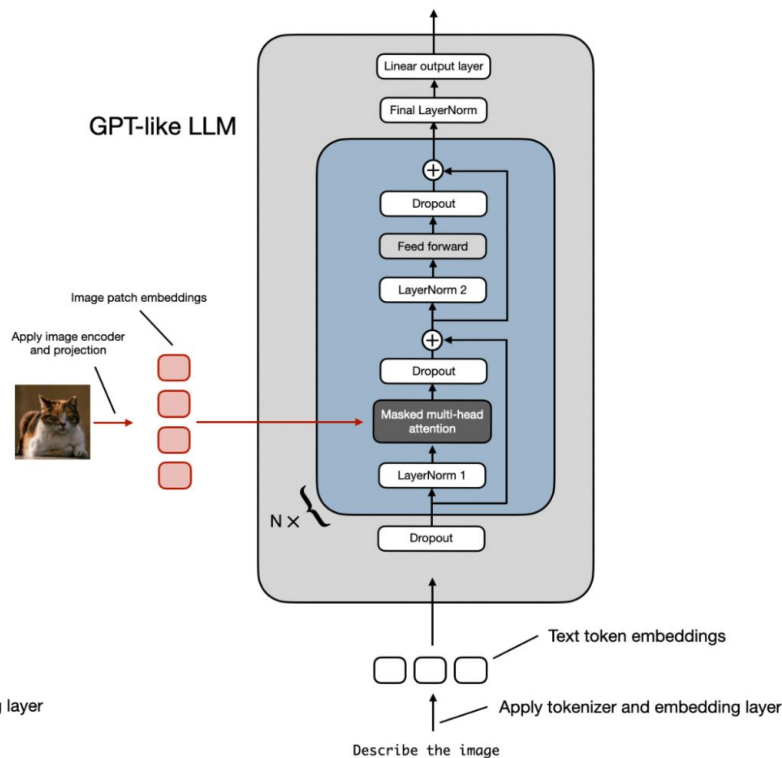 Linear output layer
Final LayerNorm
GPT-like LLM
Dropout
Feed forward
Image patch embeddings
LayerNorm 2
Apply image encoder
and projection
Dropout
Masked multi-head
attention
LayerNorm 1
N ×
Dropout
Text token embeddings
layer
Apply tokenizer and embedding layer
Describe the image